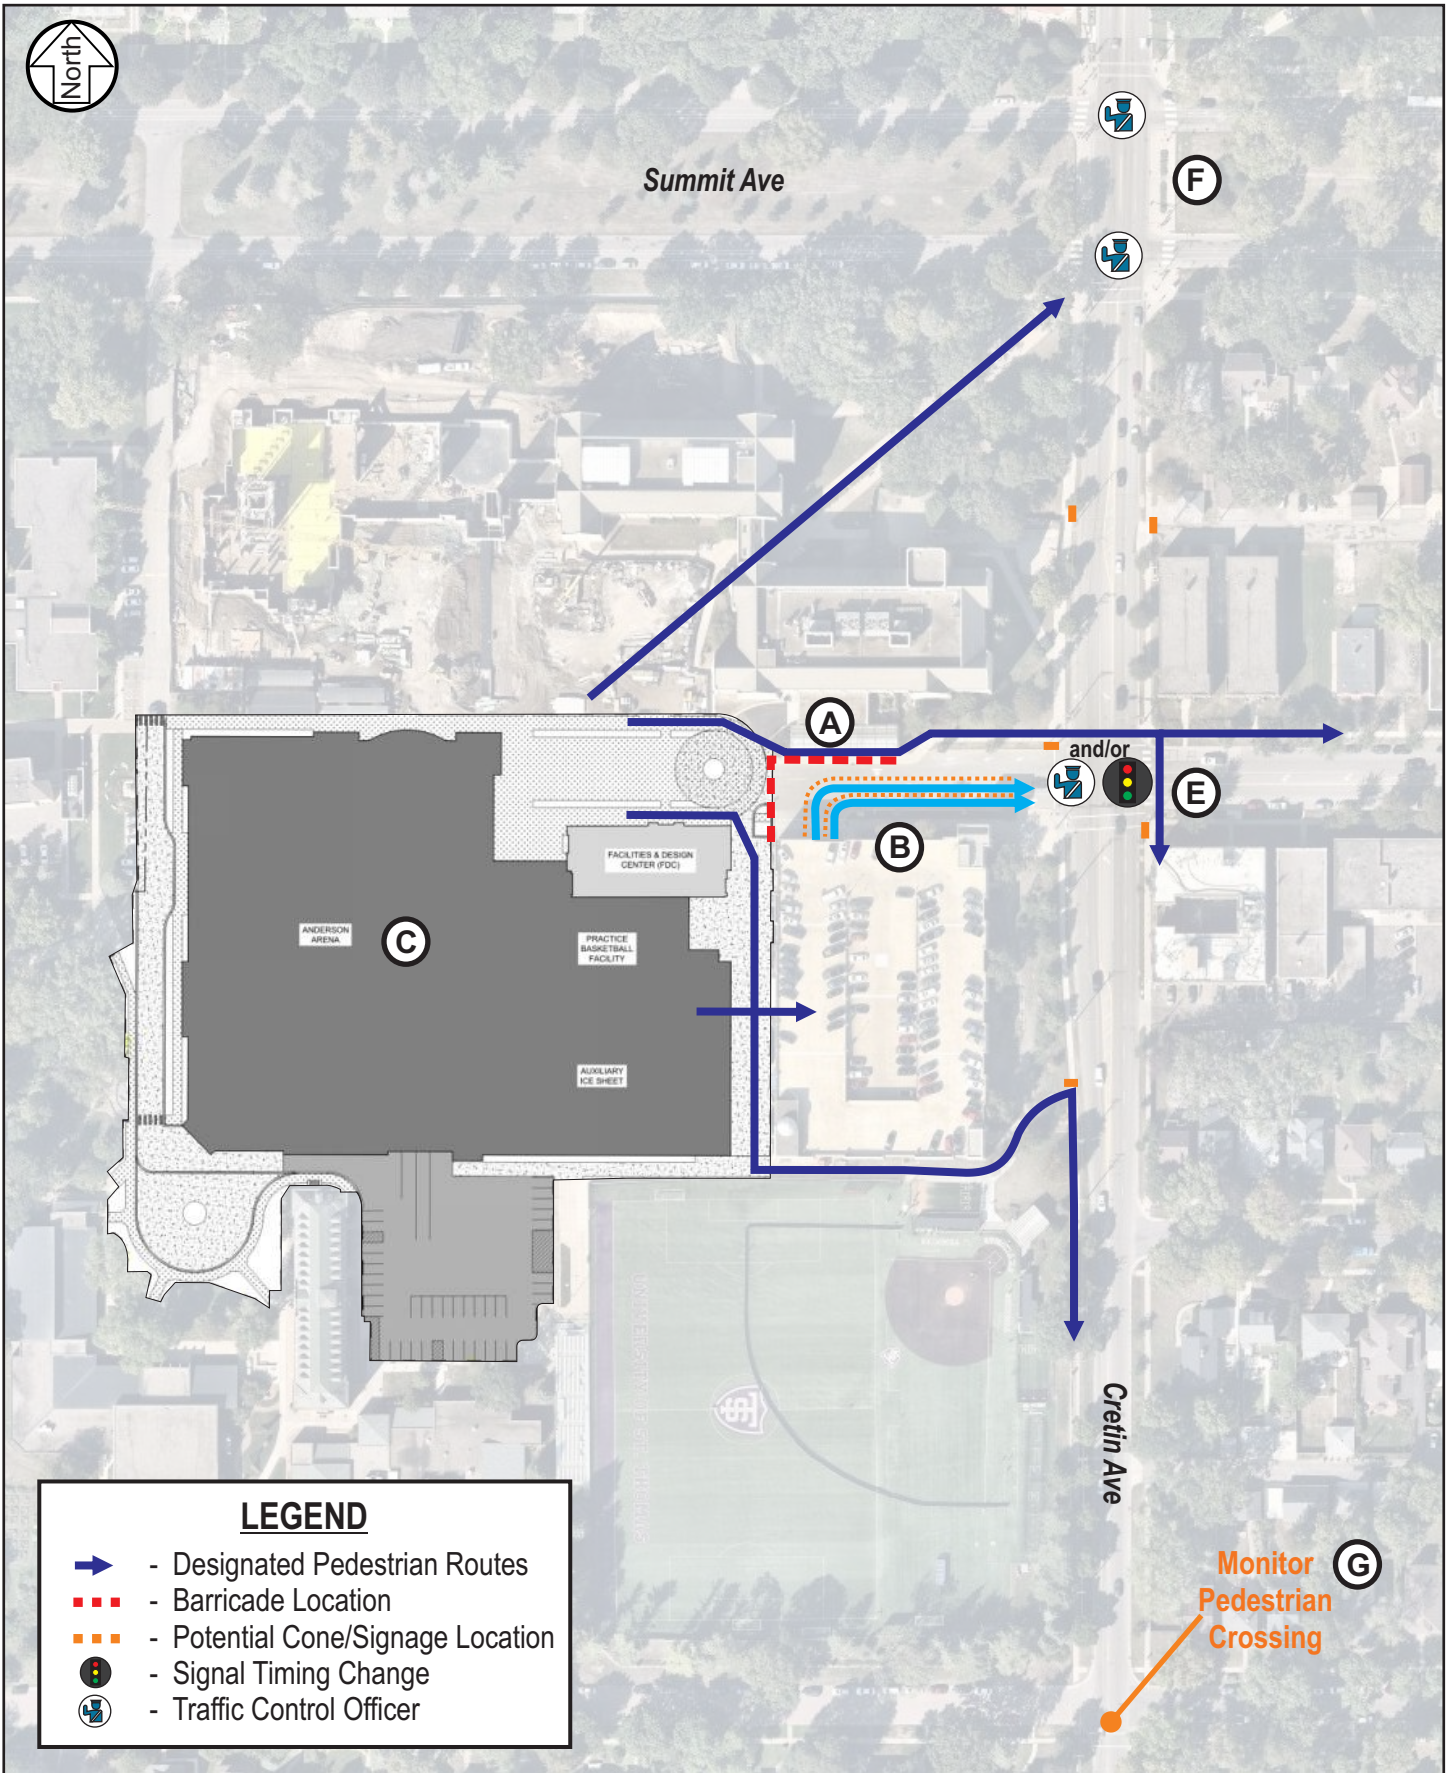 North
Summit Ave
F
A
and/or
E
B
FACILITIES & DESIGN
CENTER (FDC)
ANDERSON
ARENA
C
PRACTICE
BASKETBALL
FACILITY
AUXILIARY
ICE SHEET
Cretin Ave
Monitor
Pedestrian
Crossing
G
LEGEND
- Designated Pedestrian Routes
- Barricade Location
- Potential Cone/Signage Location
- Signal Timing Change
- Traffic Control Officer